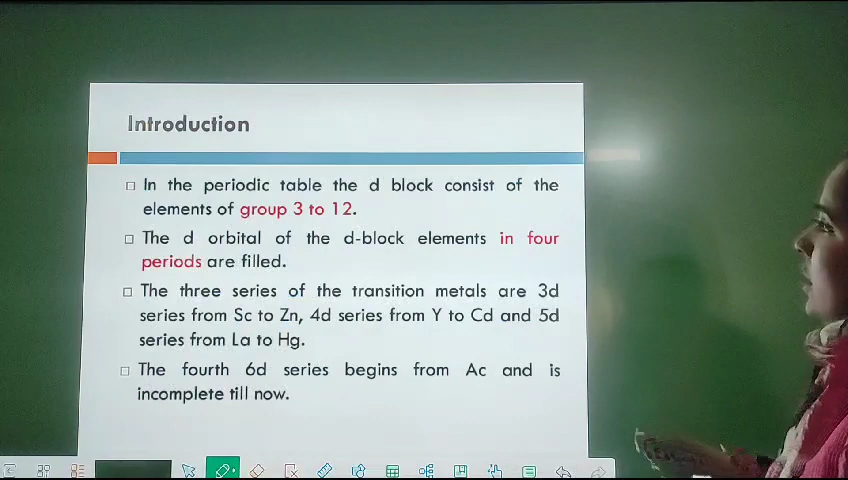 Introduction
In the periodic table the d block consist of the
elements of group 3 to 12.
The d orbital of the d-block elements in four
periods are filled.
The three series of the transition metals are 3d
series from Sc to Zn, 4d series from Y to Cd and 5d
series from La to Hg.
The fourth 6d series begins from Ac and is
incomplete till now.